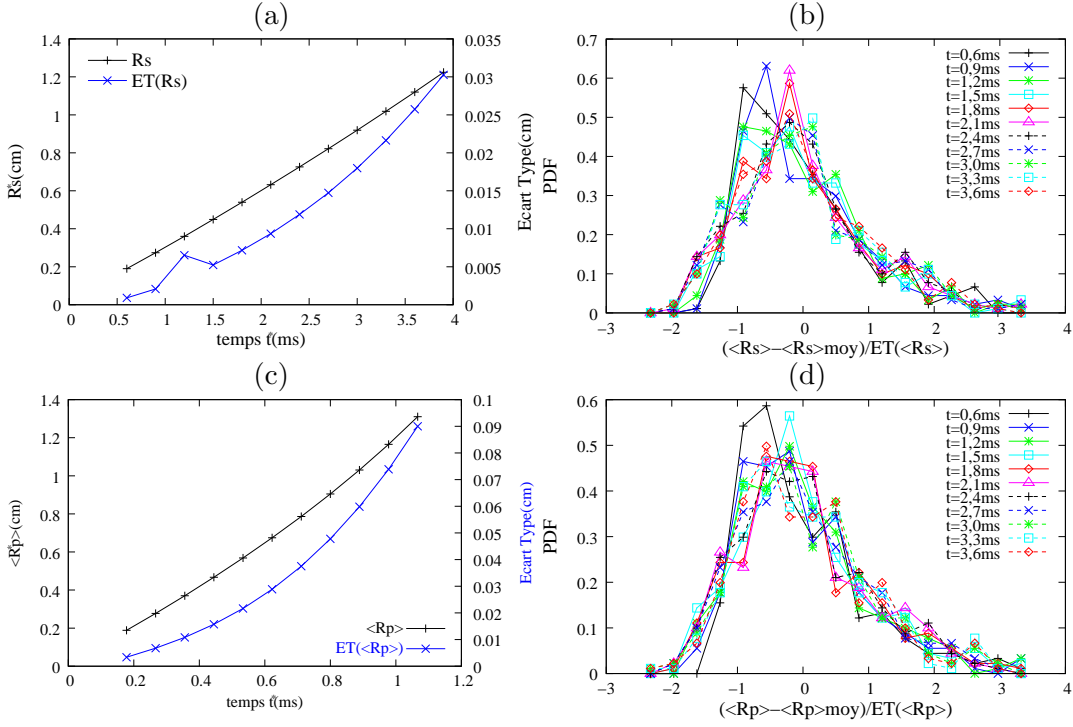 (a)
0.035
0.03
0.025
0.02
0.015
0.01
0.005
0
Ecart Type(cm)
1.4
1.2
1
0.8
0.6
0.4
0.2
0
Rs(cm)
Rs
ET(Rs)
0 0.5 1 1.5 2 2.5 3 3.5 4
temps t(ms)
(b)
0.7
0.6
0.5
0.4
0.3
0.2
0.1
0
PDF
t=0,6ms
t=0,9ms
t=1,2ms
t=1,5ms
t=1,8ms
t=2,1ms
t=2,4ms
t=2,7ms
t=3,0ms
t=3,3ms
t=3,6ms
−3 −2 −1 0 1 2 3 4
(<Rs>−<Rs>moy)/ET(<Rs>)
(c)
1.4
1.2
1
0.8
0.6
0.4
0.2
0
<Rp>(cm)
0.1
0.09
0.08
0.07
0.06
0.05
0.04
0.03
0.02
0.01
0
Ecart Type(cm)
<Rp>
ET(<Rp>)
0 0.2 0.4 0.6 0.8 1 1.2
temps t(ms)
(d)
0.6
0.5
0.4
0.3
0.2
0.1
0
PDF
t=0,6ms
t=0,9ms
t=1,2ms
t=1,5ms
t=1,8ms
t=2,1ms
t=2,4ms
t=2,7ms
t=3,0ms
t=3,3ms
t=3,6ms
−3 −2 −1 0 1 2 3 4
(<Rp>−<Rp>moy)/ET(<Rp>)